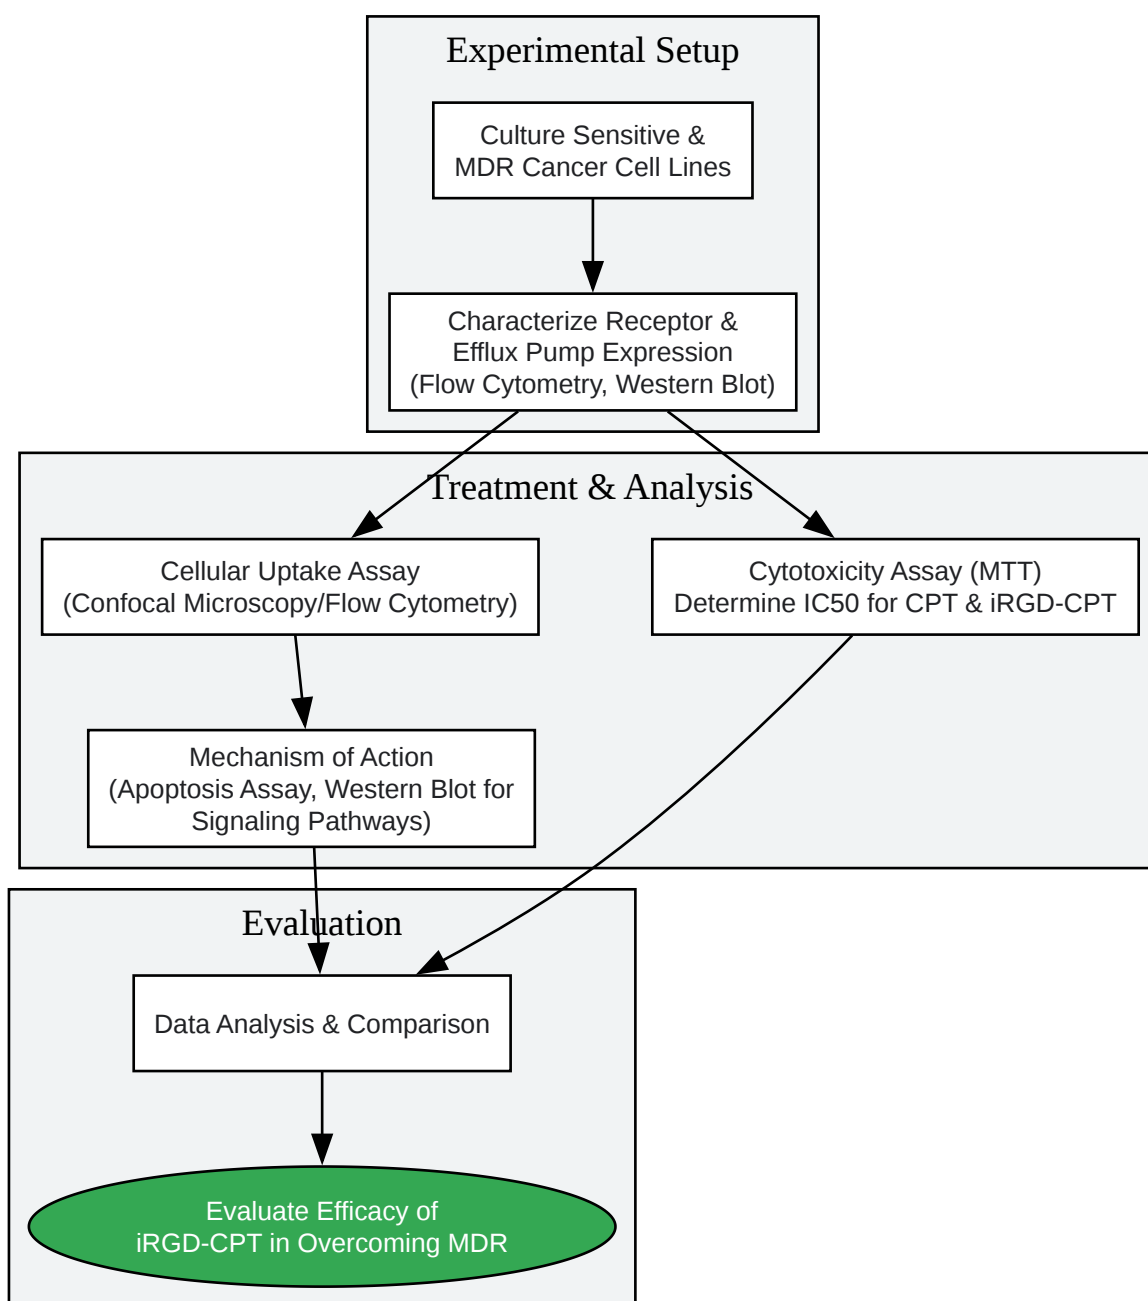 Experimental Setup
Culture Sensitive &
MDR Cancer Cell Lines
Characterize Receptor &
Efflux Pump Expression
(Flow Cytometry, Western Blot)
Treatment & Analysis
Cellular Uptake Assay
(Confocal Microscopy/Flow Cytometry)
Cytotoxicity Assay (MTT)
Determine IC50 for CPT & iRGD-CPT
Mechanism of Action
(Apoptosis Assay, Western Blot for
Signaling Pathways)
Evaluation
Data Analysis & Comparison
Evaluate Efficacy of
iRGD-CPT in Overcoming MDR